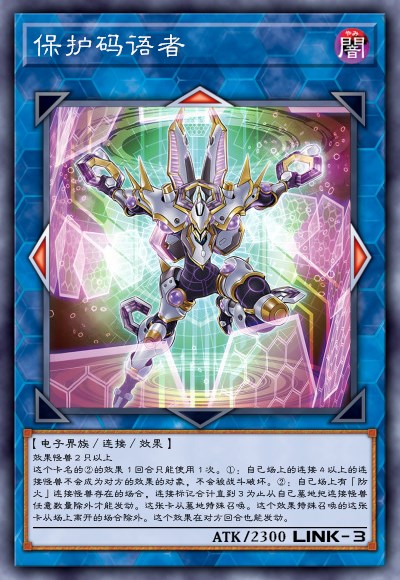 保护码语者
やみ
闇
【电子界族／连接／效果】
效果怪兽2只以上
这个卡名的②的效果1回合只能使用1次。①：自己场上的连接4以上的连
接怪兽不会成为对方的效果的对象，不会被战斗破坏。②：自己场上有「防
火」连接怪兽存在的场合，连接标记合计直到3为止从自己墓地把连接怪兽
任意数量除外才能发动。这张卡特殊召唤。这个效果特殊召唤的这张
卡从场上离开的场合除外。这个效果在对方回合也能发动。
ATK/2300 LINK-3